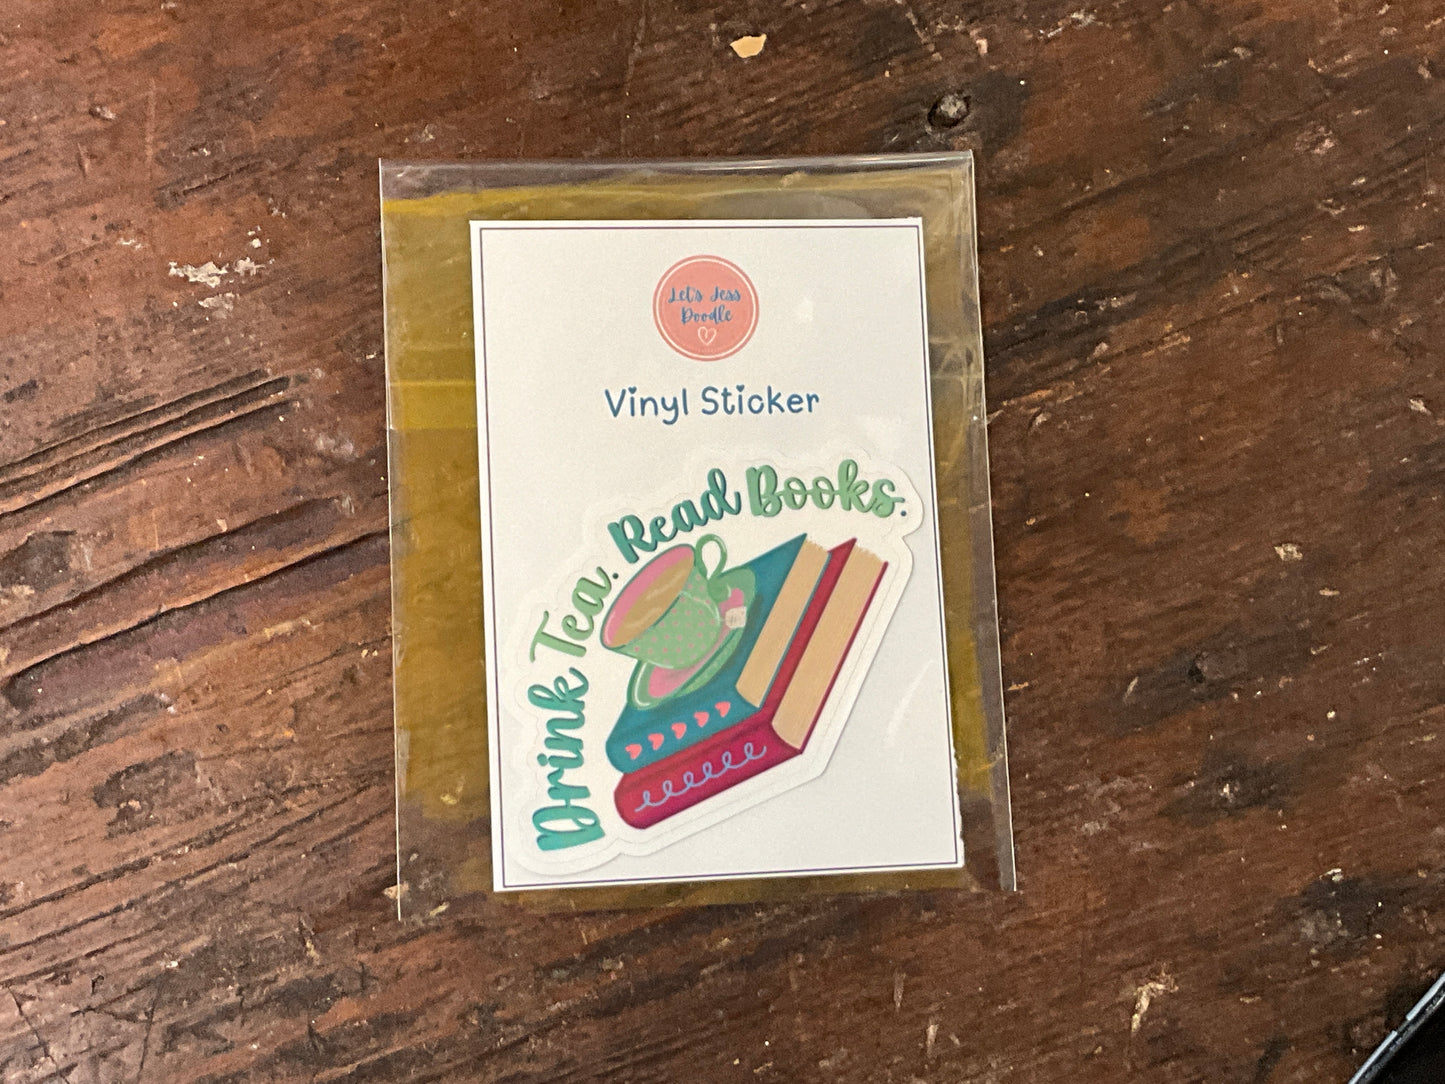 Let's Jess
Doodle
Vinyl Sticker
Drink Tea. Read Books.